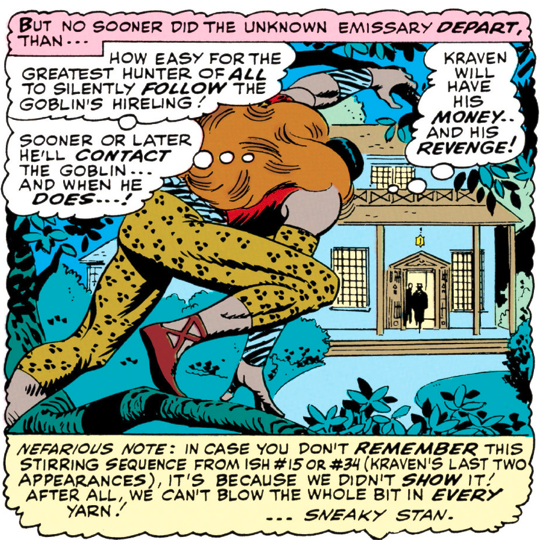 BUT NO SOONER DID THE UNKNOWN EMISSARY DEPART,
THAN---
HOW EASY FOR THE
GREATEST HUNTER OF ALL
TO SILENTLY FOLLOW THE
GOBLIN'S HIRELING!
SOONER OR LATER
HE'LL CONTACT
THE GOBLIN---
AND WHEN HE
DOES---!
KRAVEN
WILL
HAVE
HIS
MONEY--
AND HIS
REVENGE!
NEFARIOUS NOTE: IN CASE YOU DON'T REMEMBER THIS
STIRRING SEQUENCE FROM ISH #15 OR #34 (KRAVEN'S LAST TWO
APPEARANCES), IT'S BECAUSE WE DIDN'T SHOW IT!
AFTER ALL, WE CAN'T BLOW THE WHOLE BIT IN EVERY
YARN!
--- SNEAKY STAN.